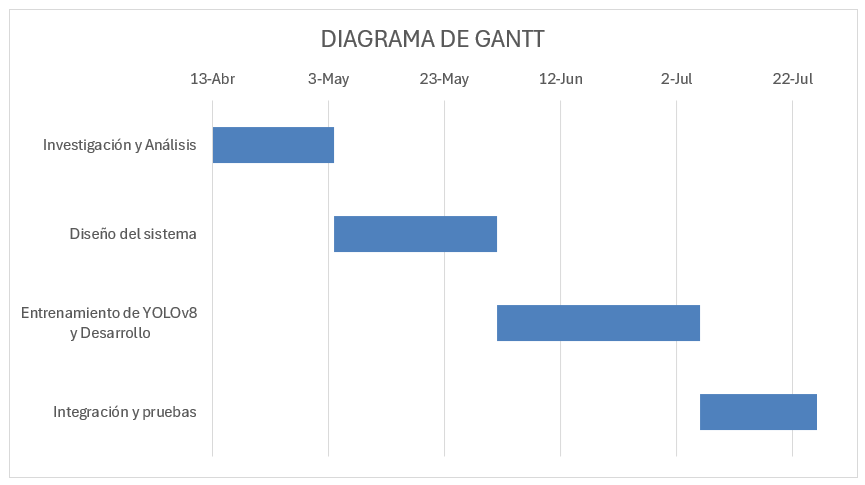 DIAGRAMA DE GANTT
13-Abr 3-May 23-May 12-Jun 2-Jul 22-Jul
Investigación y Análisis
Diseño del sistema
Entrenamiento de YOLOv8
y Desarrollo
Integración y pruebas